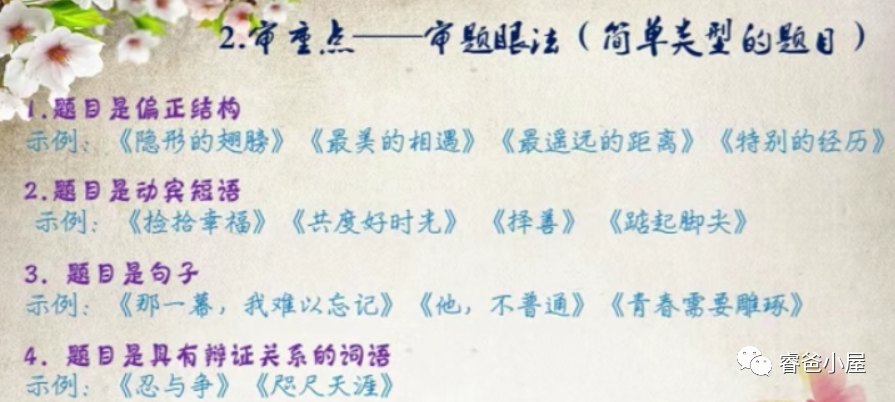 2.审重点——审题眼法（简单类型的题目）
1.题目是偏正结构
示例：《隐形的翅膀》《最美的相遇》《最遥远的距离》《特别的经历》
2.题目是动宾短语
示例：《捡拾幸福》《共度好时光》《择善》《踮起脚尖》
3. 题目是句子
示例：《那一幕，我难以忘记》《他，不普通》《青春需要雕琢》
4. 题目是具有辩证关系的词语
示例：《忍与争》《咫尺天涯》
睿爸小屋